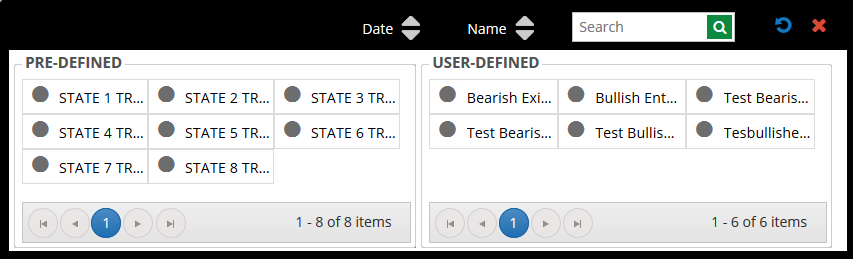 Date Name Search
PRE-DEFINED
STATE 1 TR... STATE 2 TR... STATE 3 TR...
STATE 4 TR... STATE 5 TR... STATE 6 TR...
STATE 7 TR... STATE 8 TR...
1
1 - 8 of 8 items
USER-DEFINED
Bearish Exi... Bullish Ent... Test Bearis...
Test Bearis... Test Bullis... Tesbullishe...
1
1 - 6 of 6 items